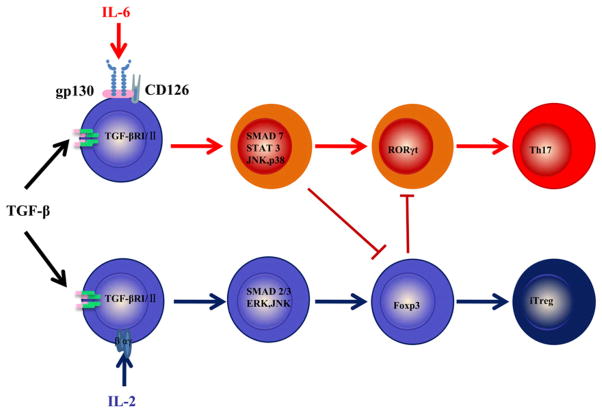 IL-6
gp130
CD126
TGF-βRI/Ⅱ
SMAD 7
STAT 3
JNK,p38
RORγt
Th17
TGF-β
TGF-βRI/Ⅱ
SMAD 2/3
ERK,JNK
Foxp3
iTreg
β αγ
IL-2